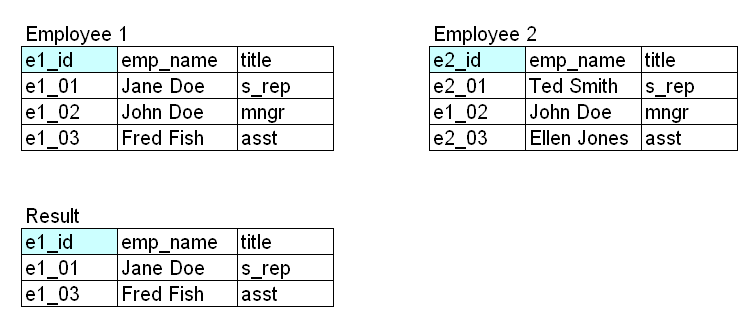 Employee 1
e1_id emp_name title
e1_01 Jane Doe s_rep
e1_02 John Doe mngr
e1_03 Fred Fish asst
Employee 2
e2_id emp_name title
e2_01 Ted Smith s_rep
e1_02 John Doe mngr
e2_03 Ellen Jones asst
Result
e1_id emp_name title
e1_01 Jane Doe s_rep
e1_03 Fred Fish asst